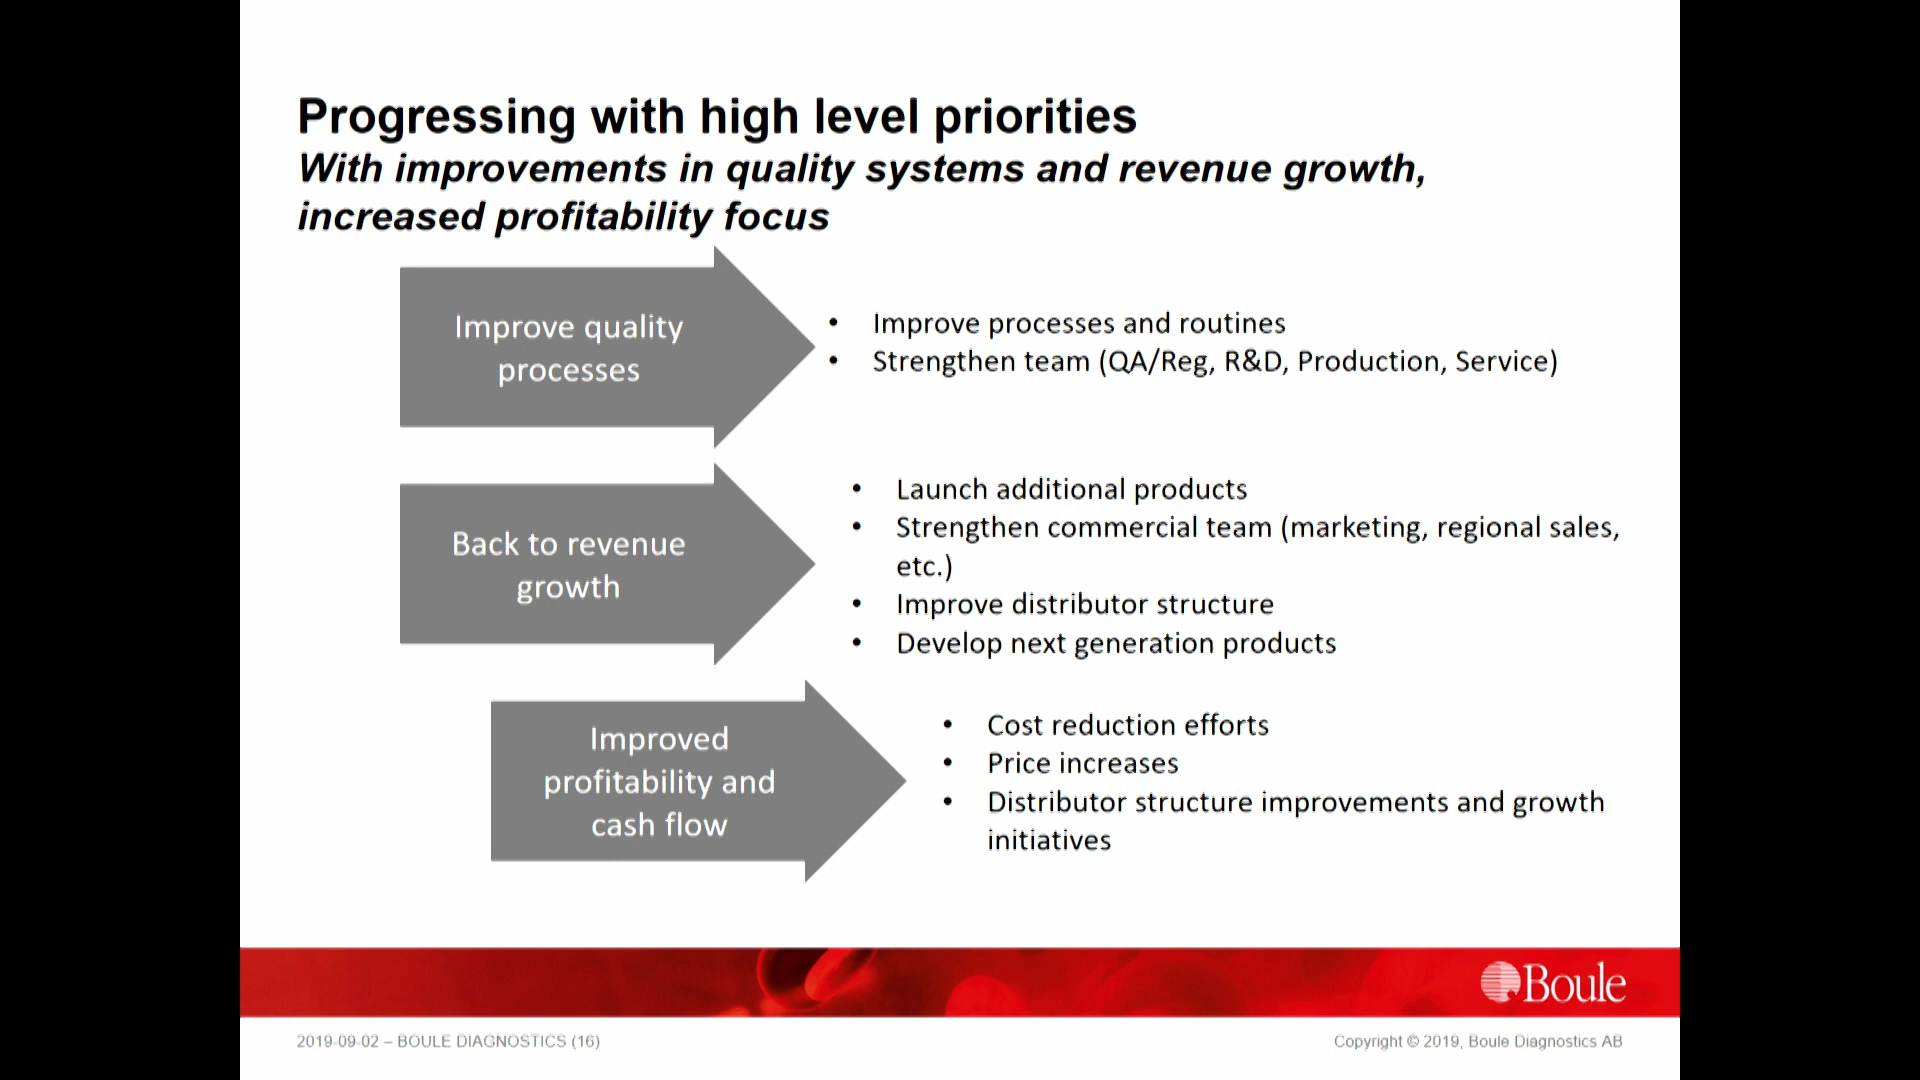 Progressing with high level priorities
With improvements in quality systems and revenue growth,
increased profitability focus
Improve quality
processes
• Improve processes and routines
• Strengthen team (QA/Reg, R&D, Production, Service)
Back to revenue
growth
• Launch additional products
• Strengthen commercial team (marketing, regional sales,
etc.)
• Improve distributor structure
• Develop next generation products
Improved
profitability and
cash flow
• Cost reduction efforts
• Price increases
• Distributor structure improvements and growth
initiatives
Boule
2019-09-02 – BOULE DIAGNOSTICS (16)
Copyright © 2019, Boule Diagnostics AB